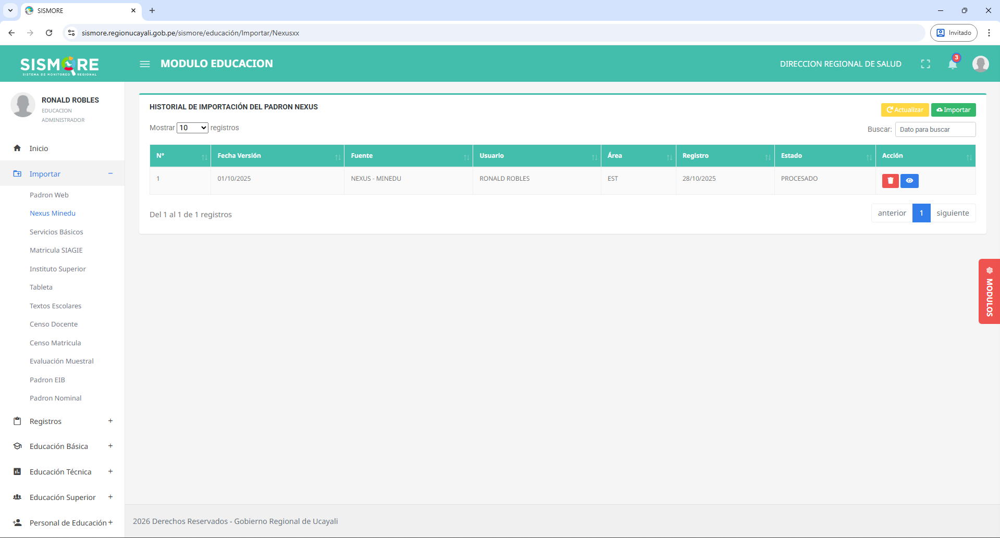 SISMORE
sismore.regionucayali.gob.pe/sismore/educación/Importar/Nexusxx
Invitado
SISMORE
SISTEMA DE MONITOREO REGIONAL
MODULO EDUCACION
DIRECCION REGIONAL DE SALUD
3
RONALD ROBLES
EDUCACION
ADMINISTRADOR
Inicio
Importar
Padron Web
Nexus Minedu
Servicios Básicos
Matricula SIAGIE
Instituto Superior
Tableta
Textos Escolares
Censo Docente
Censo Matricula
Evaluación Muestral
Padron EIB
Padron Nominal
Registros +
Educación Básica +
Educación Técnica +
Educación Superior +
Personal de Educación +
HISTORIAL DE IMPORTACIÓN DEL PADRON NEXUS
Actualizar Importar
Mostrar 10 registros
Buscar: Dato para buscar
N° Fecha Versión Fuente Usuario Área Registro Estado Acción
1 01/10/2025 NEXUS - MINEDU RONALD ROBLES EST 28/10/2025 PROCESADO
Del 1 al 1 de 1 registros
anterior 1 siguiente
MODULOS
2026 Derechos Reservados - Gobierno Regional de Ucayali